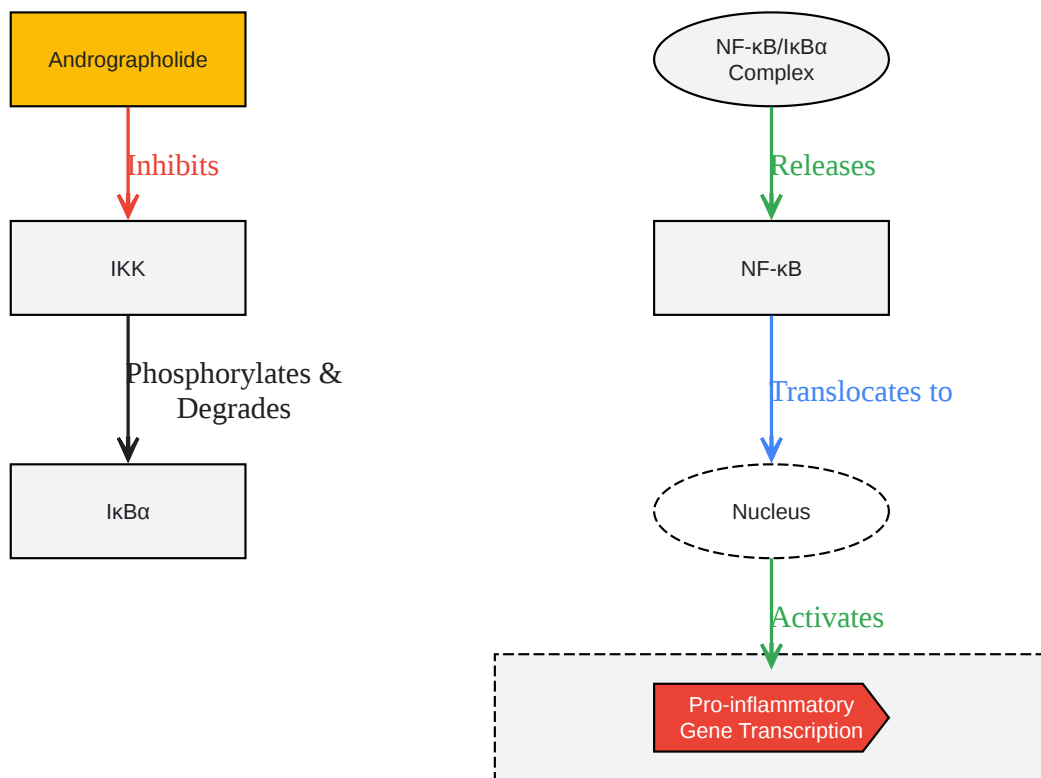 Andrographolide
Inhibits
IKK
Phosphorylates &
Degrades
IκBα
NF-κB/IκBα
Complex
Releases
NF-κB
Translocates to
Nucleus
Activates
Pro-inflammatory
Gene Transcription